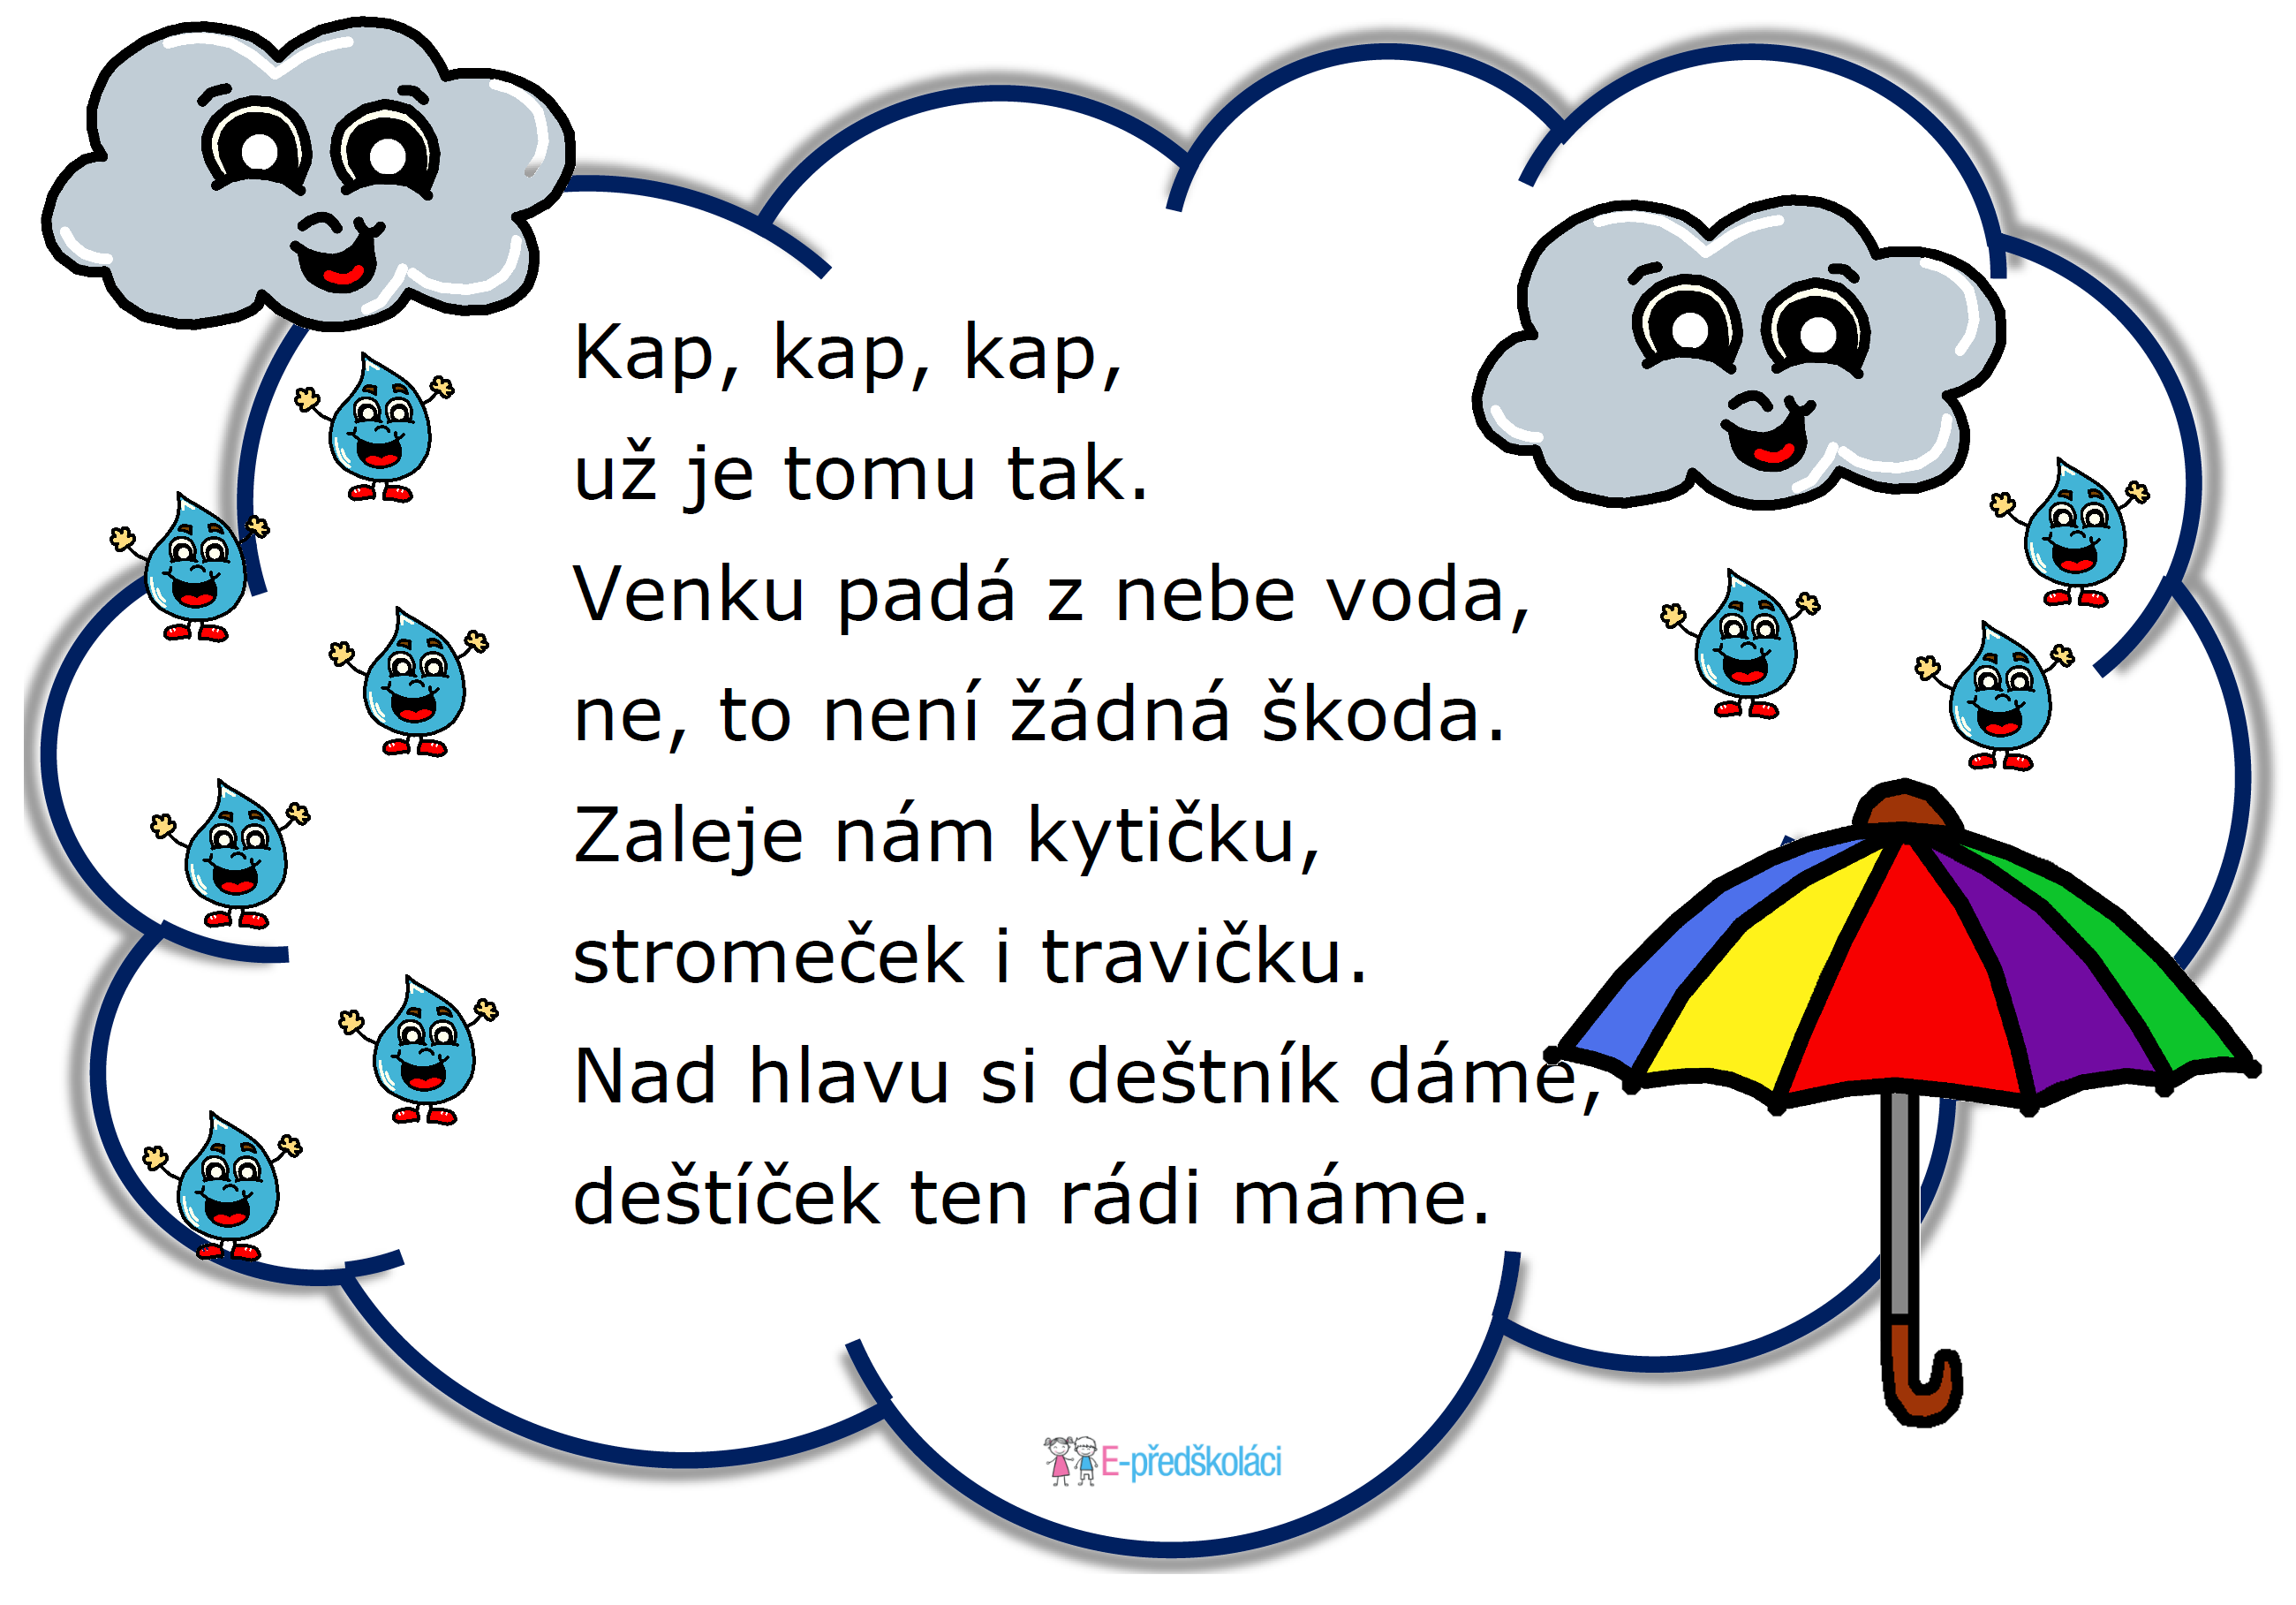 Kap, kap, kap,
už je tomu tak.
Venku padá z nebe voda,
ne, to není žádná škoda.
Zaleje nám kytičku,
stromeček i travičku.
Nad hlavu si deštník dáme,
deštíček ten rádi máme.
E-předškoláci